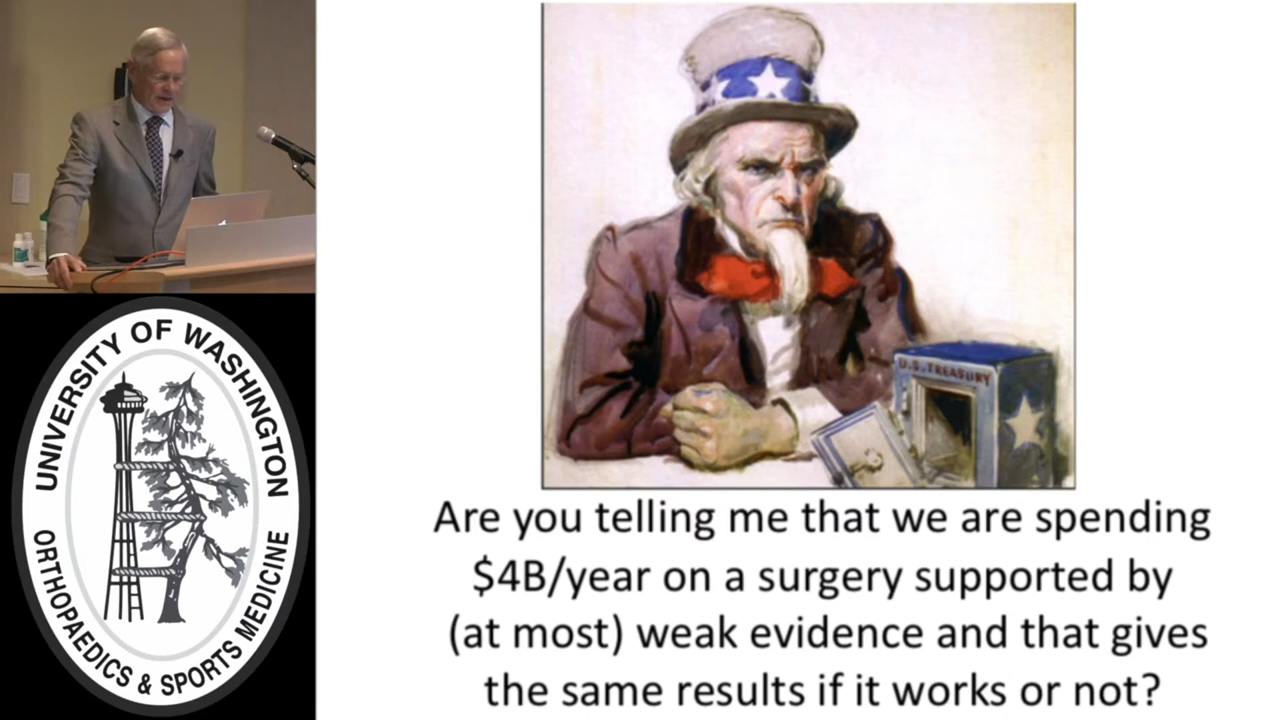 UNIVERSITY OF WASHINGTON
ORTHOPAEDICS & SPORTS MEDICINE
U.S. TREASURY
Are you telling me that we are spending
$4B/year on a surgery supported by
(at most) weak evidence and that gives
the same results if it works or not?